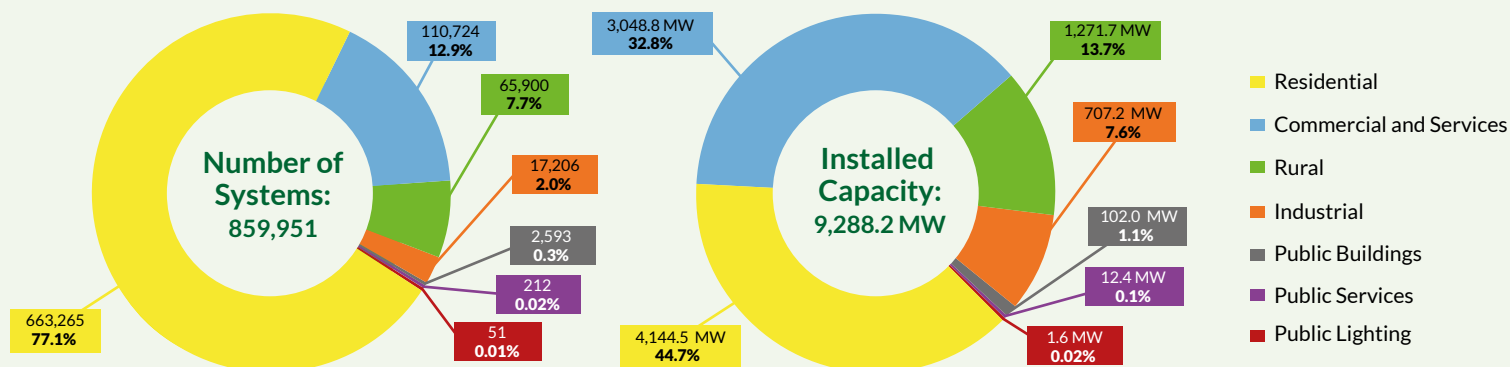 110,724
12.9%
65,900
7.7%
17,206
2.0%
2,593
0.3%
212
0.02%
51
0.01%
663,265
77.1%
Number of
Systems:
859,951
3,048.8 MW
32.8%
1,271.7 MW
13.7%
707.2 MW
7.6%
102.0 MW
1.1%
12.4 MW
0.1%
1.6 MW
0.02%
4,144.5 MW
44.7%
Installed
Capacity:
9,288.2 MW
Residential
Commercial and Services
Rural
Industrial
Public Buildings
Public Services
Public Lighting